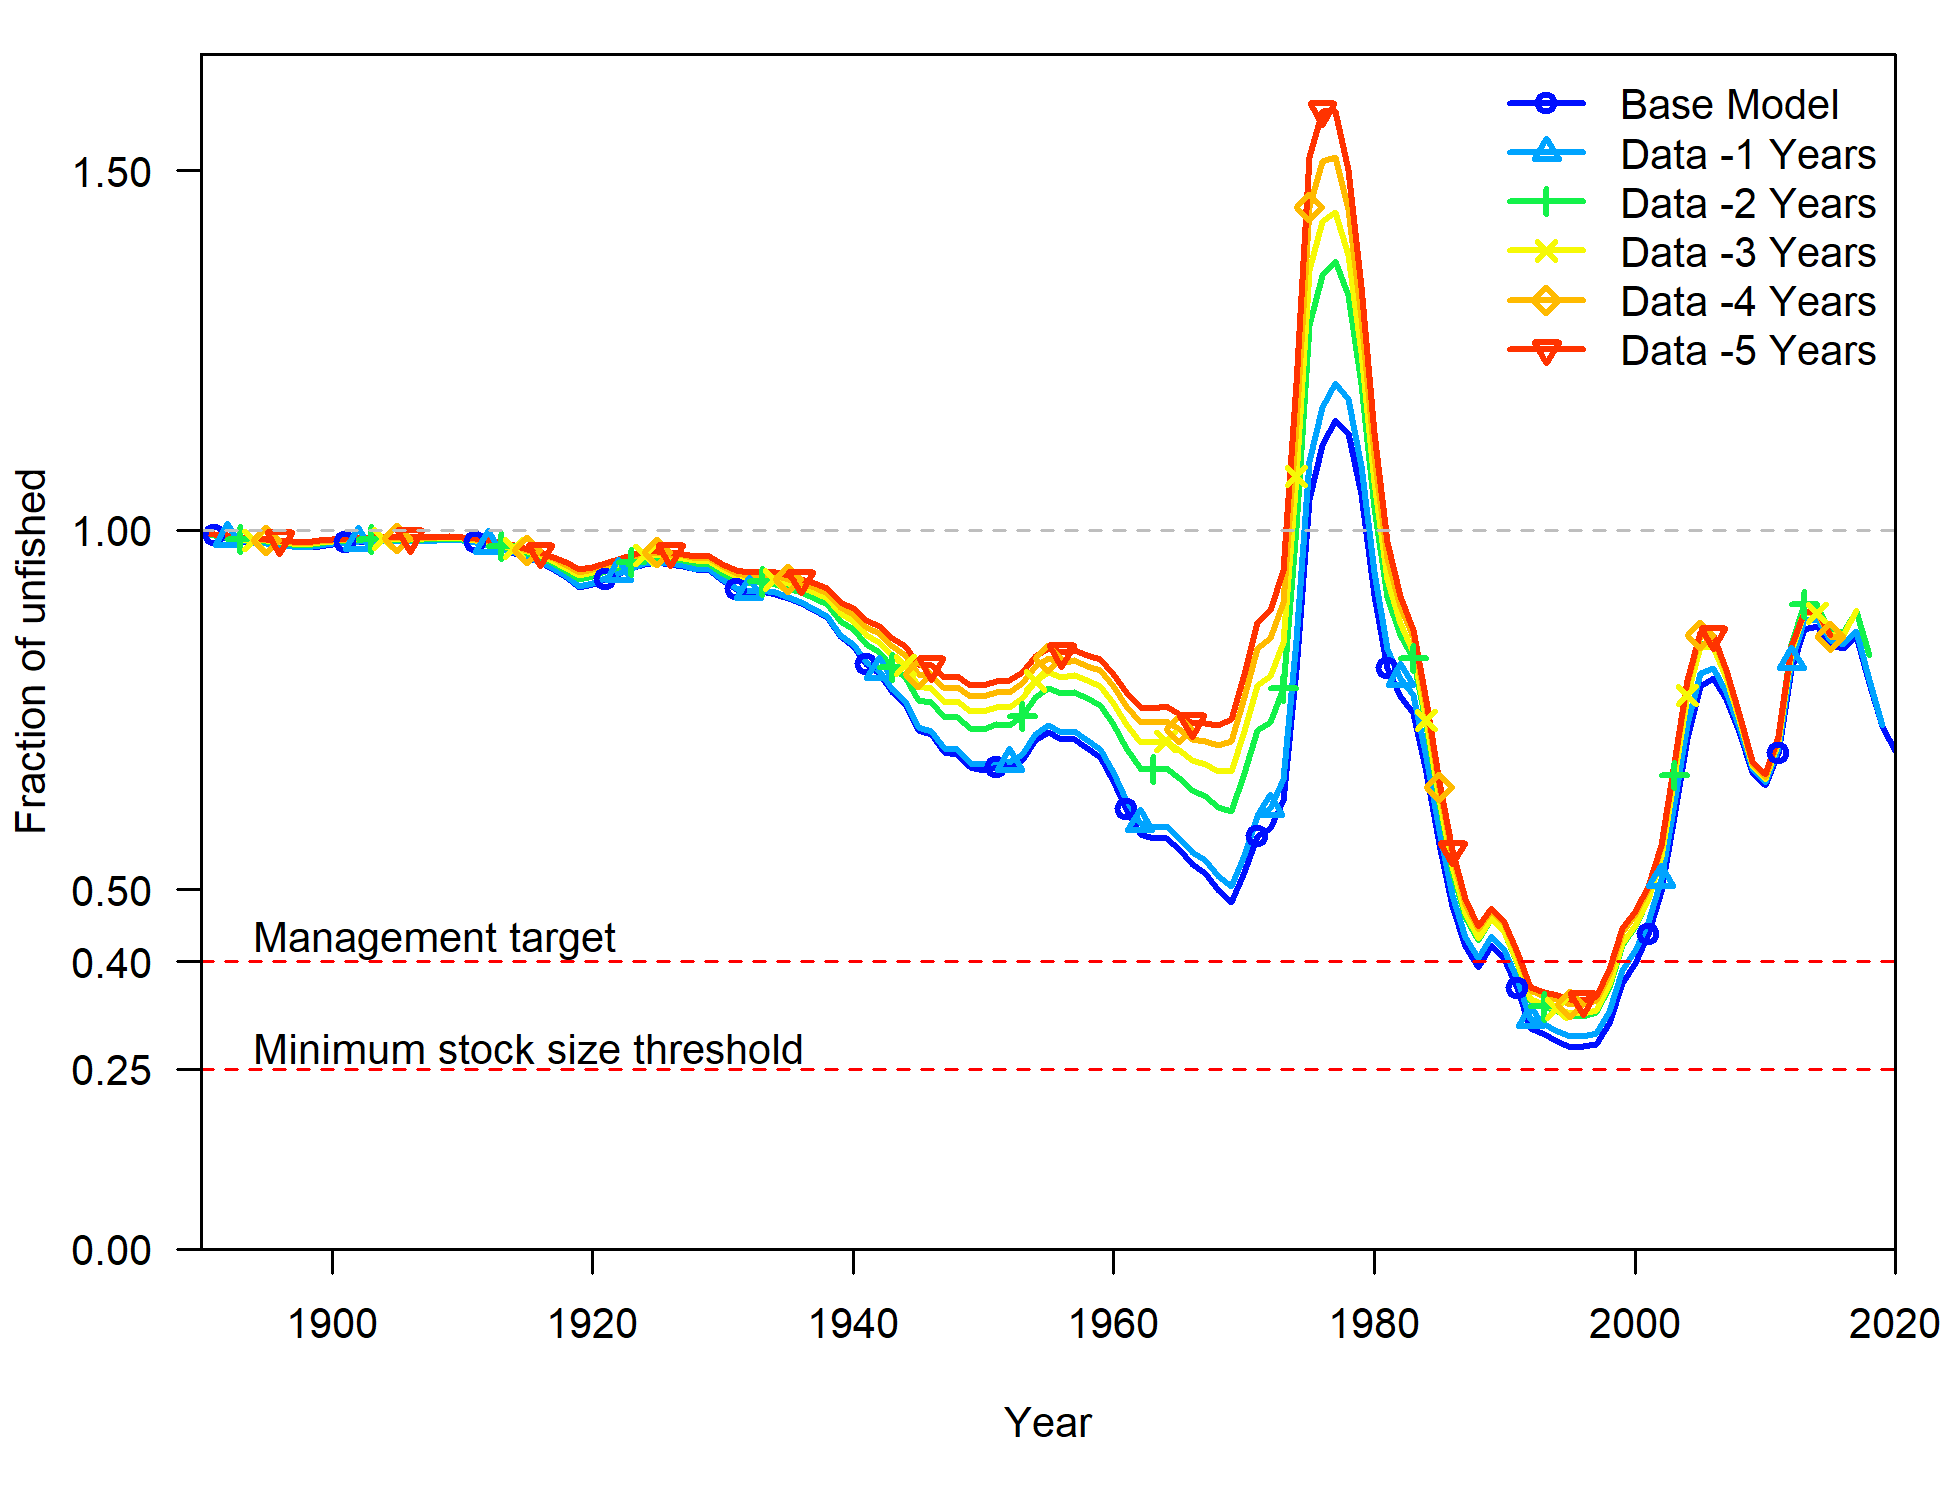 Base Model
Data -1 Years
Data -2 Years
Data -3 Years
Data -4 Years
Data -5 Years
1.50
1.00
0.50
0.40
0.25
0.00
Fraction of unfished
Management target
Minimum stock size threshold
1900 1920 1940 1960 1980 2000 2020
Year